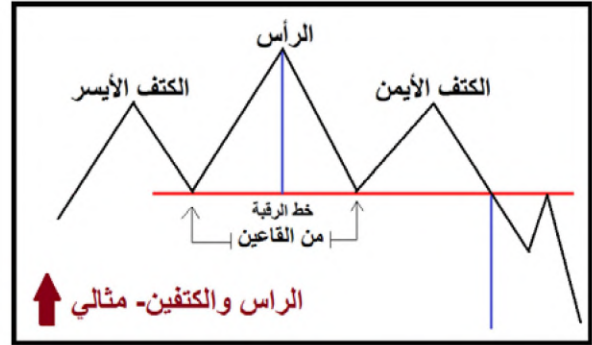 الرأس
الكتف الأيسر
الكتف الأيمن
خط الرقبة
من القاعين
الراس والكتفين- مثالي